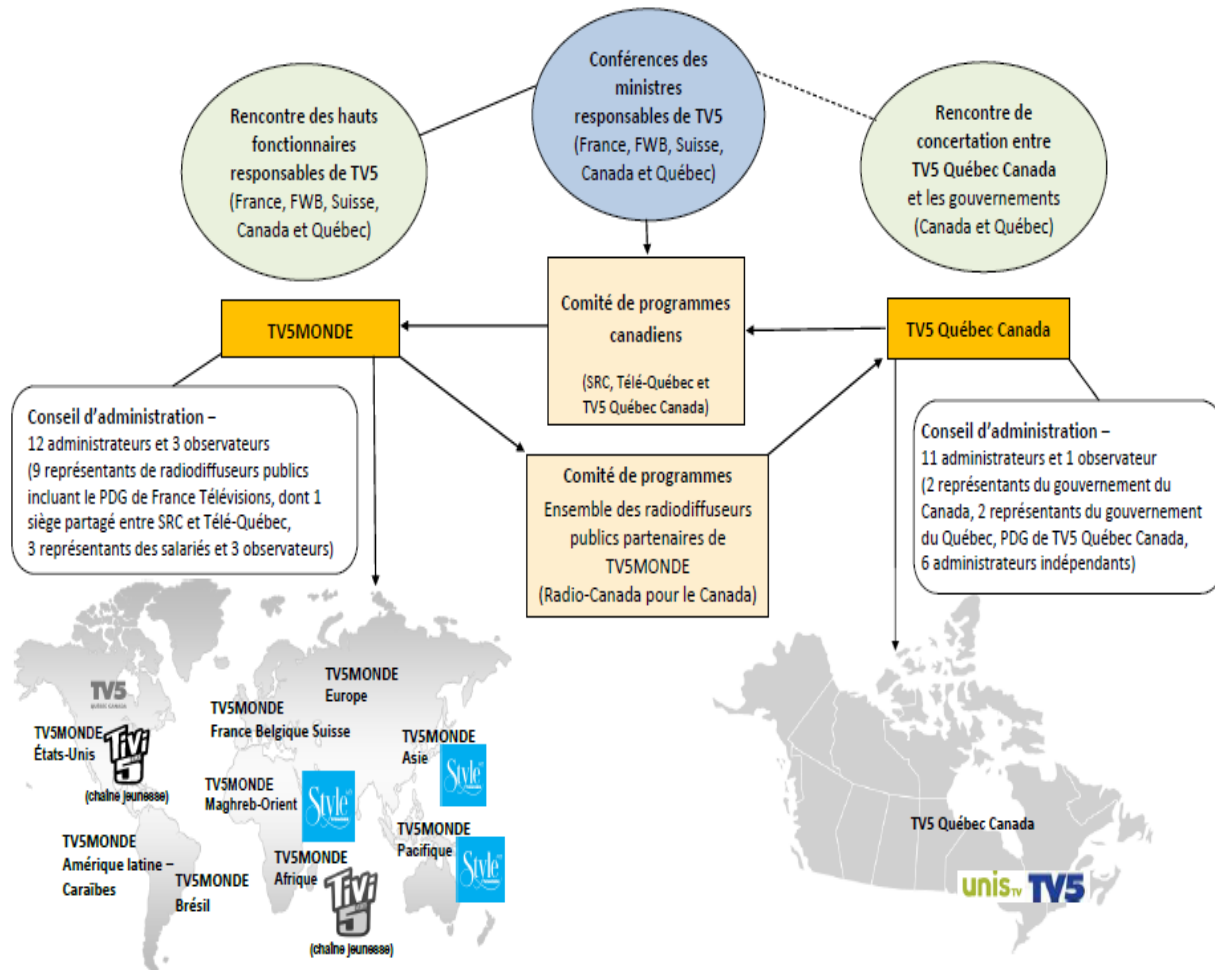 Conférences des
ministres
responsables de TV5
(France, FWB, Suisse,
Canada et Québec)
Rencontre des hauts
fonctionnaires
responsables de TV5
(France, FWB, Suisse,
Canada et Québec)
Rencontre de
concertation entre
TV5 Québec Canada
et les gouvernements
(Canada et Québec)
TV5MONDE
Comité de programmes
canadiens
(SRC, Télé-Québec et
TV5 Québec Canada)
TV5 Québec Canada
Conseil d'administration –
12 administrateurs et 3 observateurs
(9 représentants de radiodiffuseurs publics
incluant le PDG de France Télévisions, dont 1
siège partagé entre SRC et Télé-Québec,
3 représentants des salariés et 3 observateurs)
Comité de programmes
Ensemble des radiodiffuseurs
publics partenaires de
TV5MONDE
(Radio-Canada pour le Canada)
Conseil d'administration –
11 administrateurs et 1 observateur
(2 représentants du gouvernement du
Canada, 2 représentants du gouvernement
du Québec, PDG de TV5 Québec Canada,
6 administrateurs indépendants)
TV5
QUÉBEC CANADA
TV5MONDE
États-Unis
TiVi
5
(chaîne jeunesse)
TV5MONDE
Europe
TV5MONDE
France Belgique Suisse
TV5MONDE
Asie
Style
TV5MONDE
Maghreb-Orient
Style
TV5MONDE
Pacifique
Style
TV5MONDE
Amérique latine –
Caraïbes
TV5MONDE
Brésil
TV5MONDE
Afrique
TiVi
5
(chaîne jeunesse)
TV5 Québec Canada
unis TV TV5